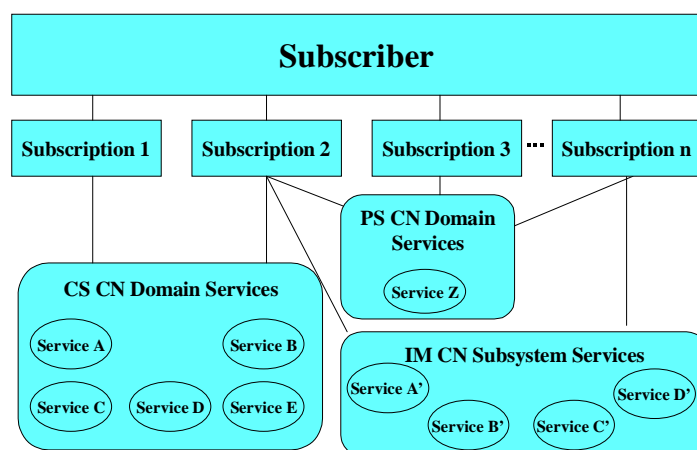 Subscriber
Subscription 1
Subscription 2
Subscription 3
...
Subscription n
PS CN Domain
Services
Service Z
CS CN Domain Services
Service A
Service B
Service C
Service D
Service E
IM CN Subsystem Services
Service A’
Service D’
Service B’
Service C’